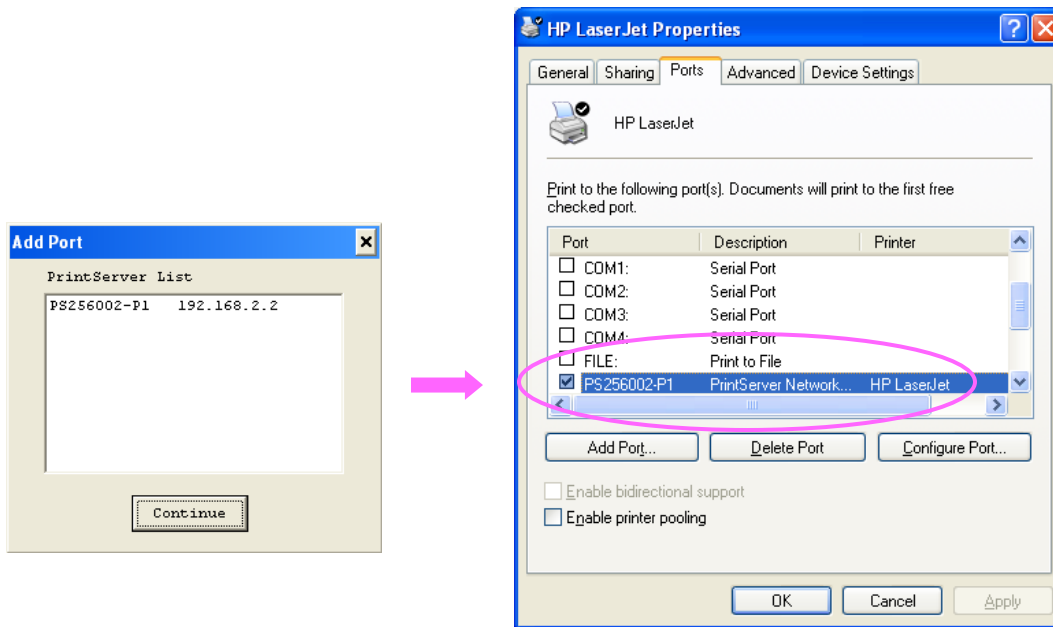 Add Port
PrintServer List
PS256002-P1 192.168.2.2
Continue
HP LaserJet Properties
General Sharing Ports Advanced Device Settings
HP LaserJet
Print to the following port(s). Documents will print to the first free
checked port.
Port Description Printer
COM1: Serial Port
COM2: Serial Port
COM3: Serial Port
COM4: Serial Port
FILE: Print to File
PS256002-P1 PrintServer Network... HP LaserJet
Add Port... Delete Port Configure Port...
Enable bidirectional support
Enable printer pooling
OK Cancel Apply